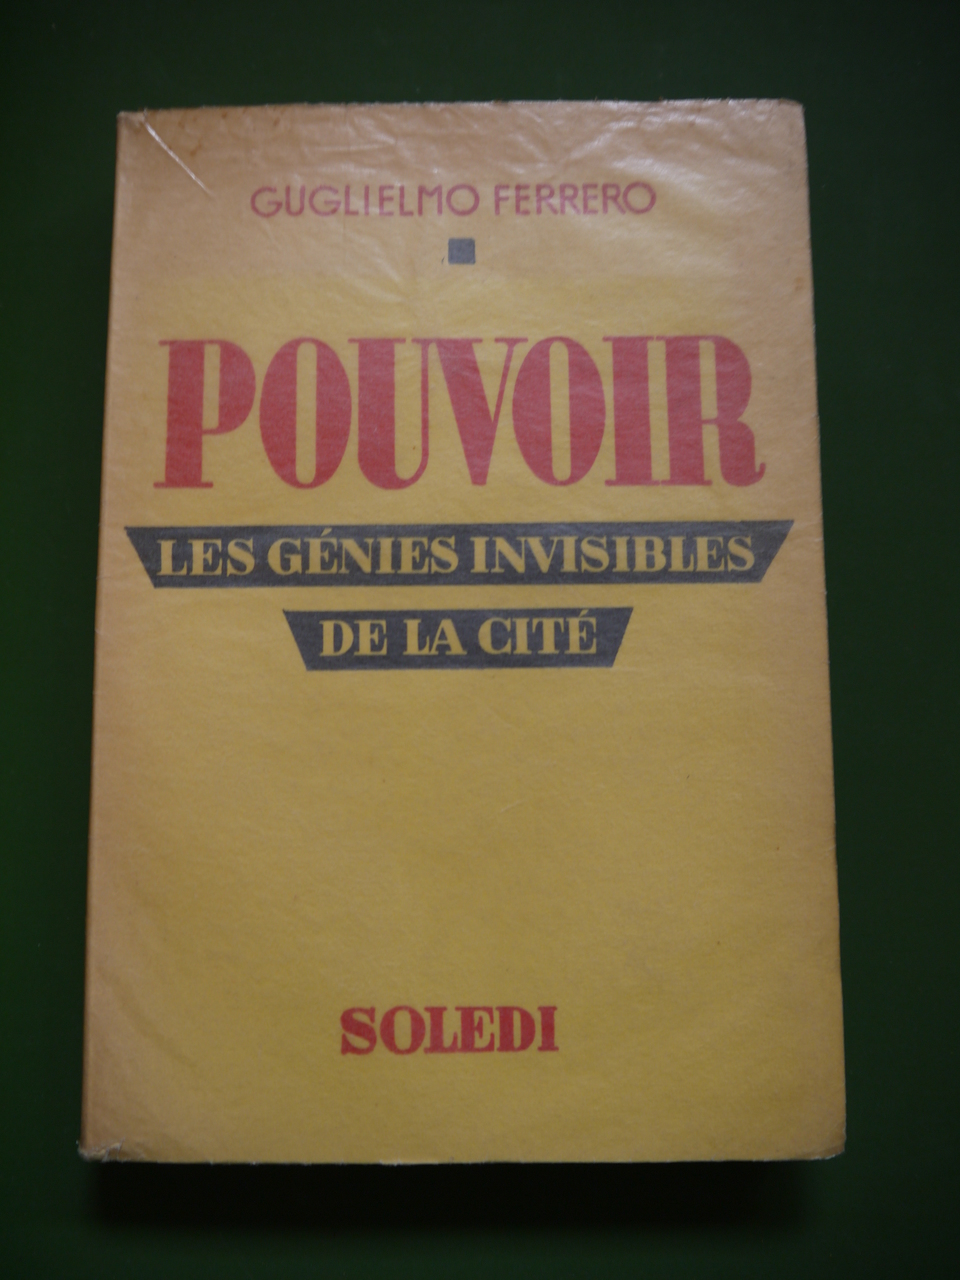 GUGLIELMO FERRERO
POUVOIR
LES GÉNIES INVISIBLES
DE LA CITÉ
SOLEDI